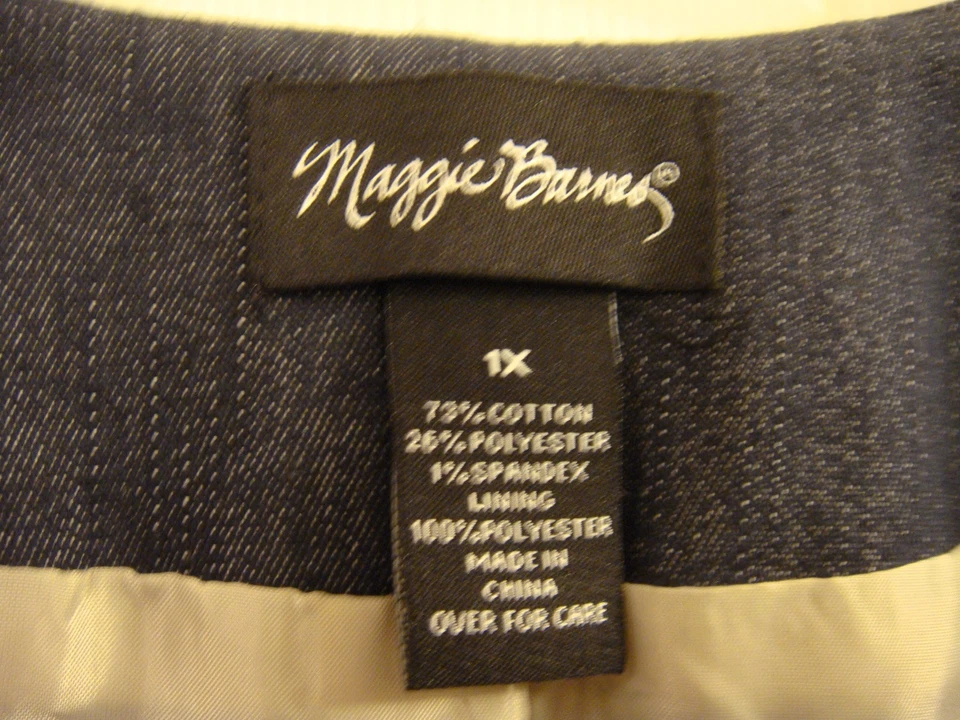 Maggie Barnes®
1X
73% COTTON
26% POLYESTER
1% SPANDEX
LINING
100% POLYESTER
MADE IN
CHINA
OVER FOR CARE